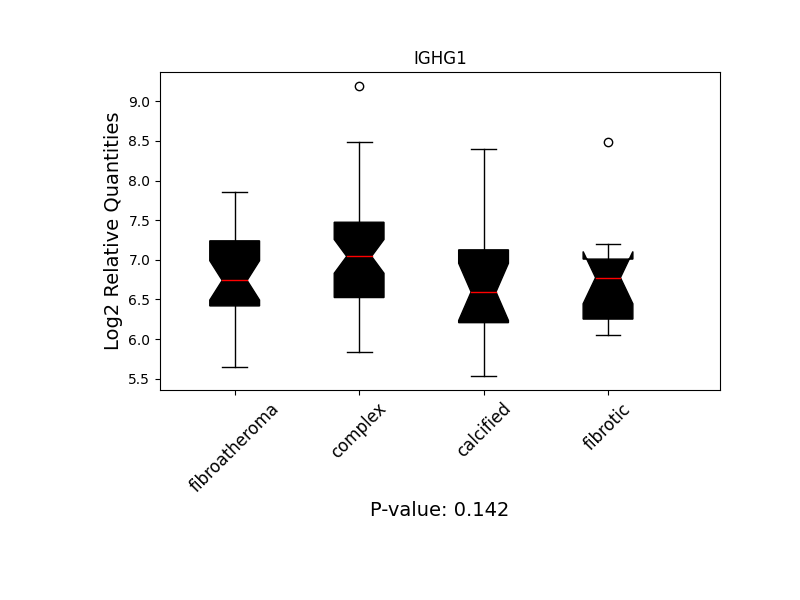 IGHG1
Log2 Relative Quantities
9.0
8.5
8.0
7.5
7.0
6.5
6.0
5.5
fibroatheroma
complex
calcified
fibrotic
P-value: 0.142